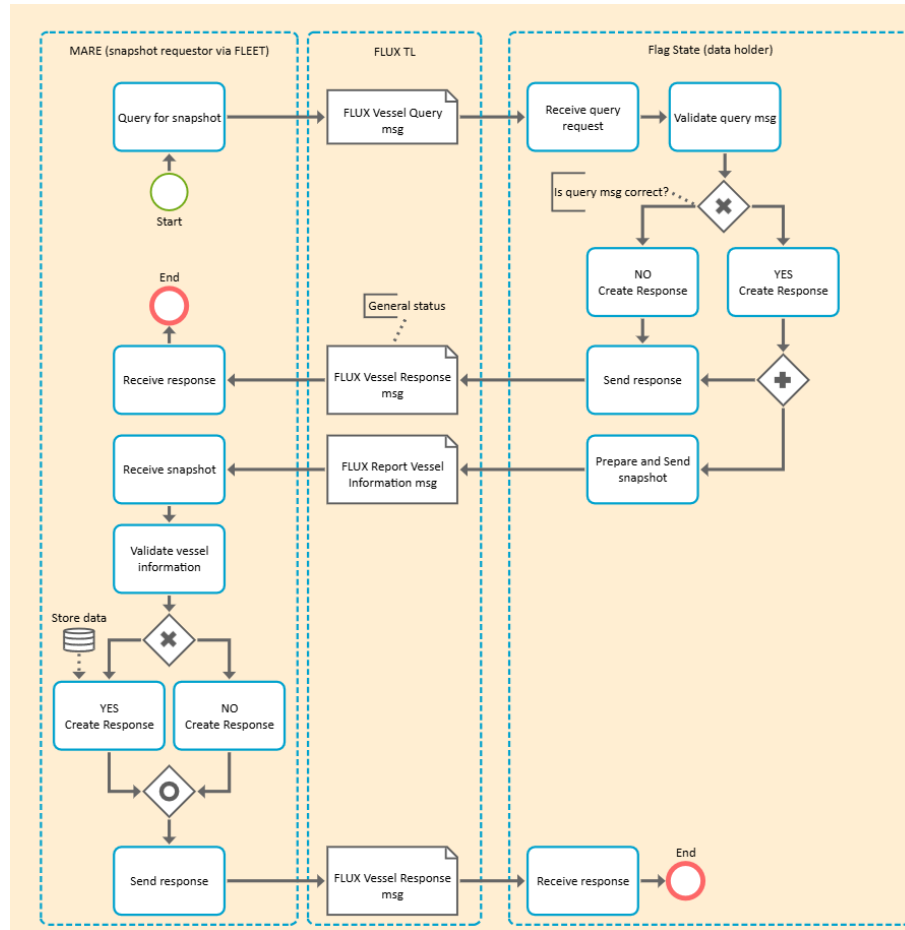 MARE (snapshot requestor via FLEET)
FLUX TL
Flag State (data holder)
Query for snapshot
FLUX Vessel Query
msg
Receive query
request
Validate query msg
Start
Is query msg correct?
NO
Create Response
YES
Create Response
End
General status
Receive response
FLUX Vessel Response
msg
Send response
Receive snapshot
FLUX Report Vessel
Information msg
Prepare and Send
snapshot
Validate vessel
information
Store data
YES
Create Response
NO
Create Response
Send response
FLUX Vessel Response
msg
Receive response
End